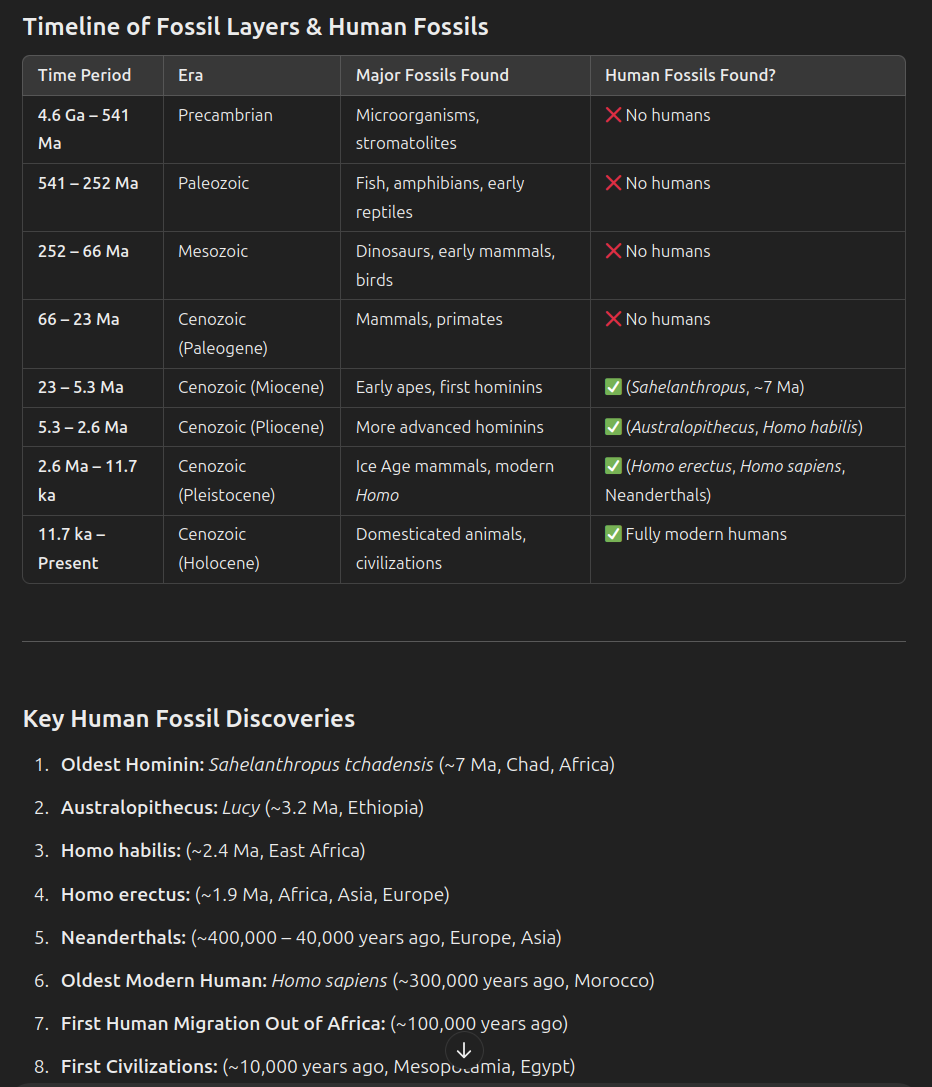 Timeline of Fossil Layers & Human Fossils
Time Period Era Major Fossils Found Human Fossils Found?
4.6 Ga – 541 Precambrian Microorganisms, ❌ No humans
Ma stromatolites
541 – 252 Ma Paleozoic Fish, amphibians, early ❌ No humans
reptiles
252 – 66 Ma Mesozoic Dinosaurs, early mammals, ❌ No humans
birds
66 – 23 Ma Cenozoic Mammals, primates ❌ No humans
(Paleogene)
23 – 5.3 Ma Cenozoic (Miocene) Early apes, first hominins ✅ (Sahelanthropus, ~7 Ma)
5.3 – 2.6 Ma Cenozoic (Pliocene) More advanced hominins ✅ (Australopithecus, Homo habilis)
2.6 Ma – 11.7 Cenozoic Ice Age mammals, modern ✅ (Homo erectus, Homo sapiens,
ka (Pleistocene) Homo Neanderthals)
11.7 ka – Cenozoic Domesticated animals, ✅ Fully modern humans
Present (Holocene) civilizations
Key Human Fossil Discoveries
1. Oldest Hominin: Sahelanthropus tchadensis (~7 Ma, Chad, Africa)
2. Australopithecus: Lucy (~3.2 Ma, Ethiopia)
3. Homo habilis: (~2.4 Ma, East Africa)
4. Homo erectus: (~1.9 Ma, Africa, Asia, Europe)
5. Neanderthals: (~400,000 – 40,000 years ago, Europe, Asia)
6. Oldest Modern Human: Homo sapiens (~300,000 years ago, Morocco)
7. First Human Migration Out of Africa: (~100,000 years ago)
8. First Civilizations: (~10,000 years ago, Mesopotamia, Egypt)